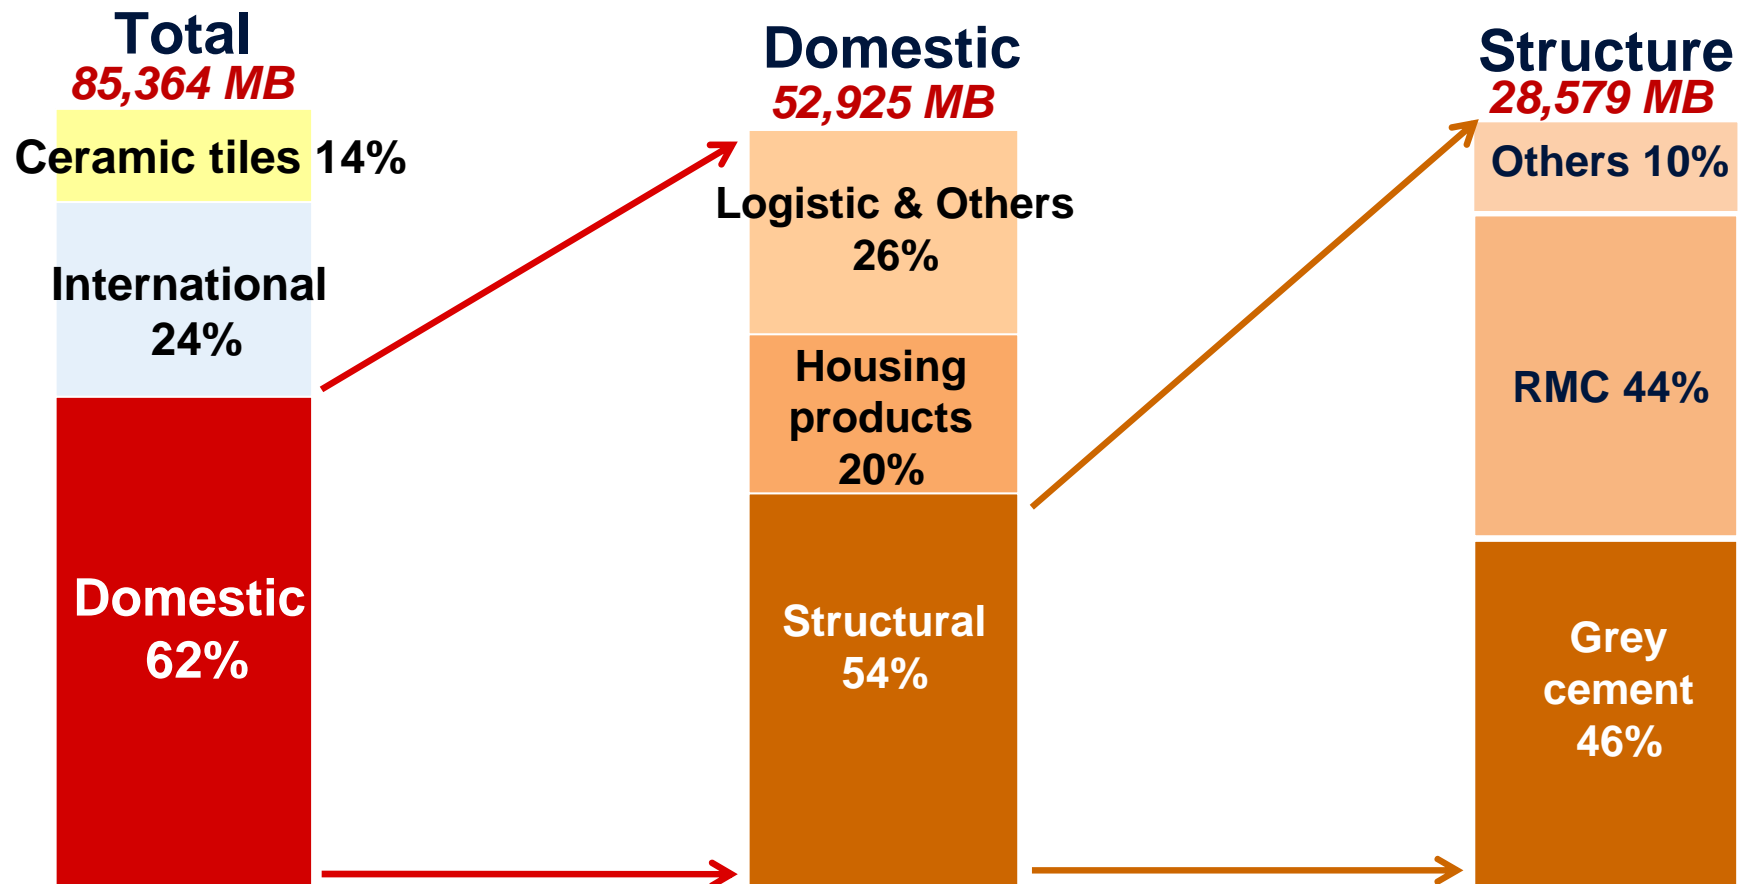 Total
85,364 MB
Ceramic tiles 14%
International
24%
Domestic
62%
Domestic
52,925 MB
Logistic & Others
26%
Housing
products
20%
Structural
54%
Structure
28,579 MB
Others 10%
RMC 44%
Grey
cement
46%